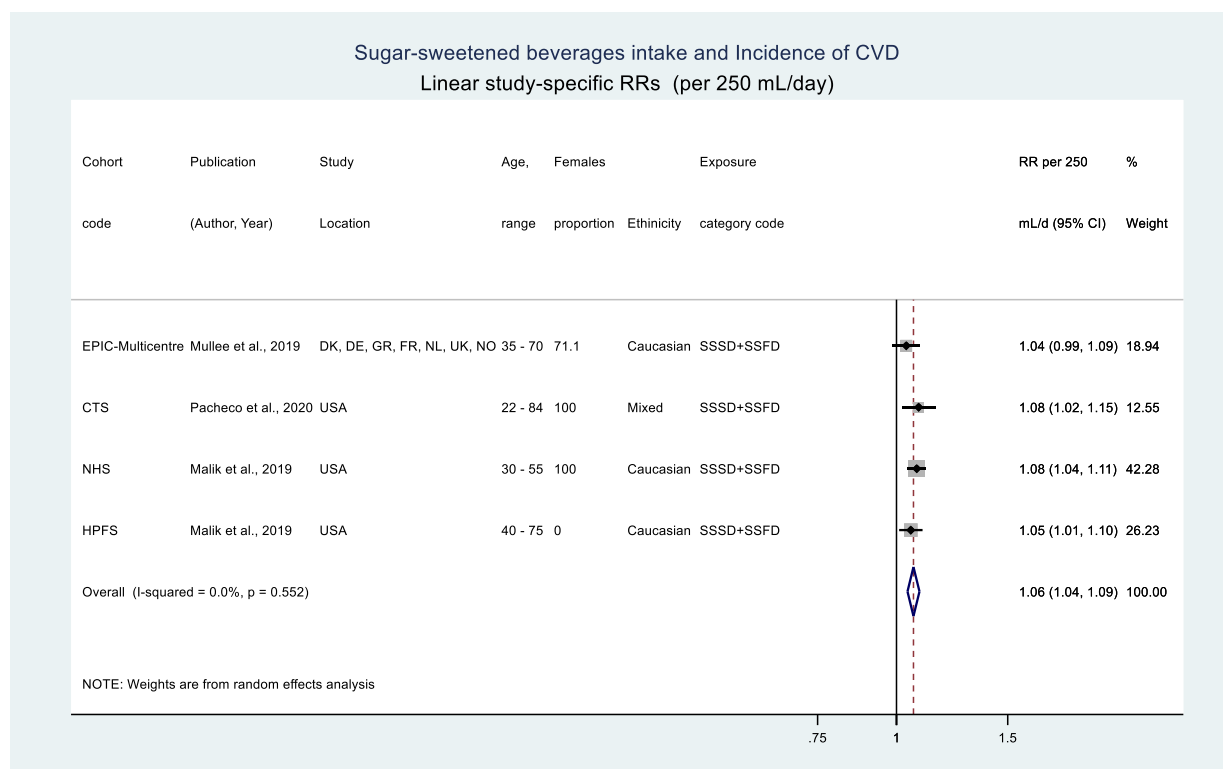 Sugar-sweetened beverages intake and Incidence of CVD
Linear study-specific RRs (per 250 mL/day)
Cohort Publication Study Age, Females Exposure RR per 250 %
code (Author, Year) Location range proportion Ethinicity category code mL/d (95% CI) Weight
EPIC-Multicentre Mullee et al., 2019 DK, DE, GR, FR, NL, UK, NO 35 - 70 71.1 Caucasian SSSD+SSFD 1.04 (0.99, 1.09) 18.94
CTS Pacheco et al., 2020 USA 22 - 84 100 Mixed SSSD+SSFD 1.08 (1.02, 1.15) 12.55
NHS Malik et al., 2019 USA 30 - 55 100 Caucasian SSSD+SSFD 1.08 (1.04, 1.11) 42.28
HPFS Malik et al., 2019 USA 40 - 75 0 Caucasian SSSD+SSFD 1.05 (1.01, 1.10) 26.23
Overall (I-squared = 0.0%, p = 0.552) 1.06 (1.04, 1.09) 100.00
NOTE: Weights are from random effects analysis
.75 1 1.5